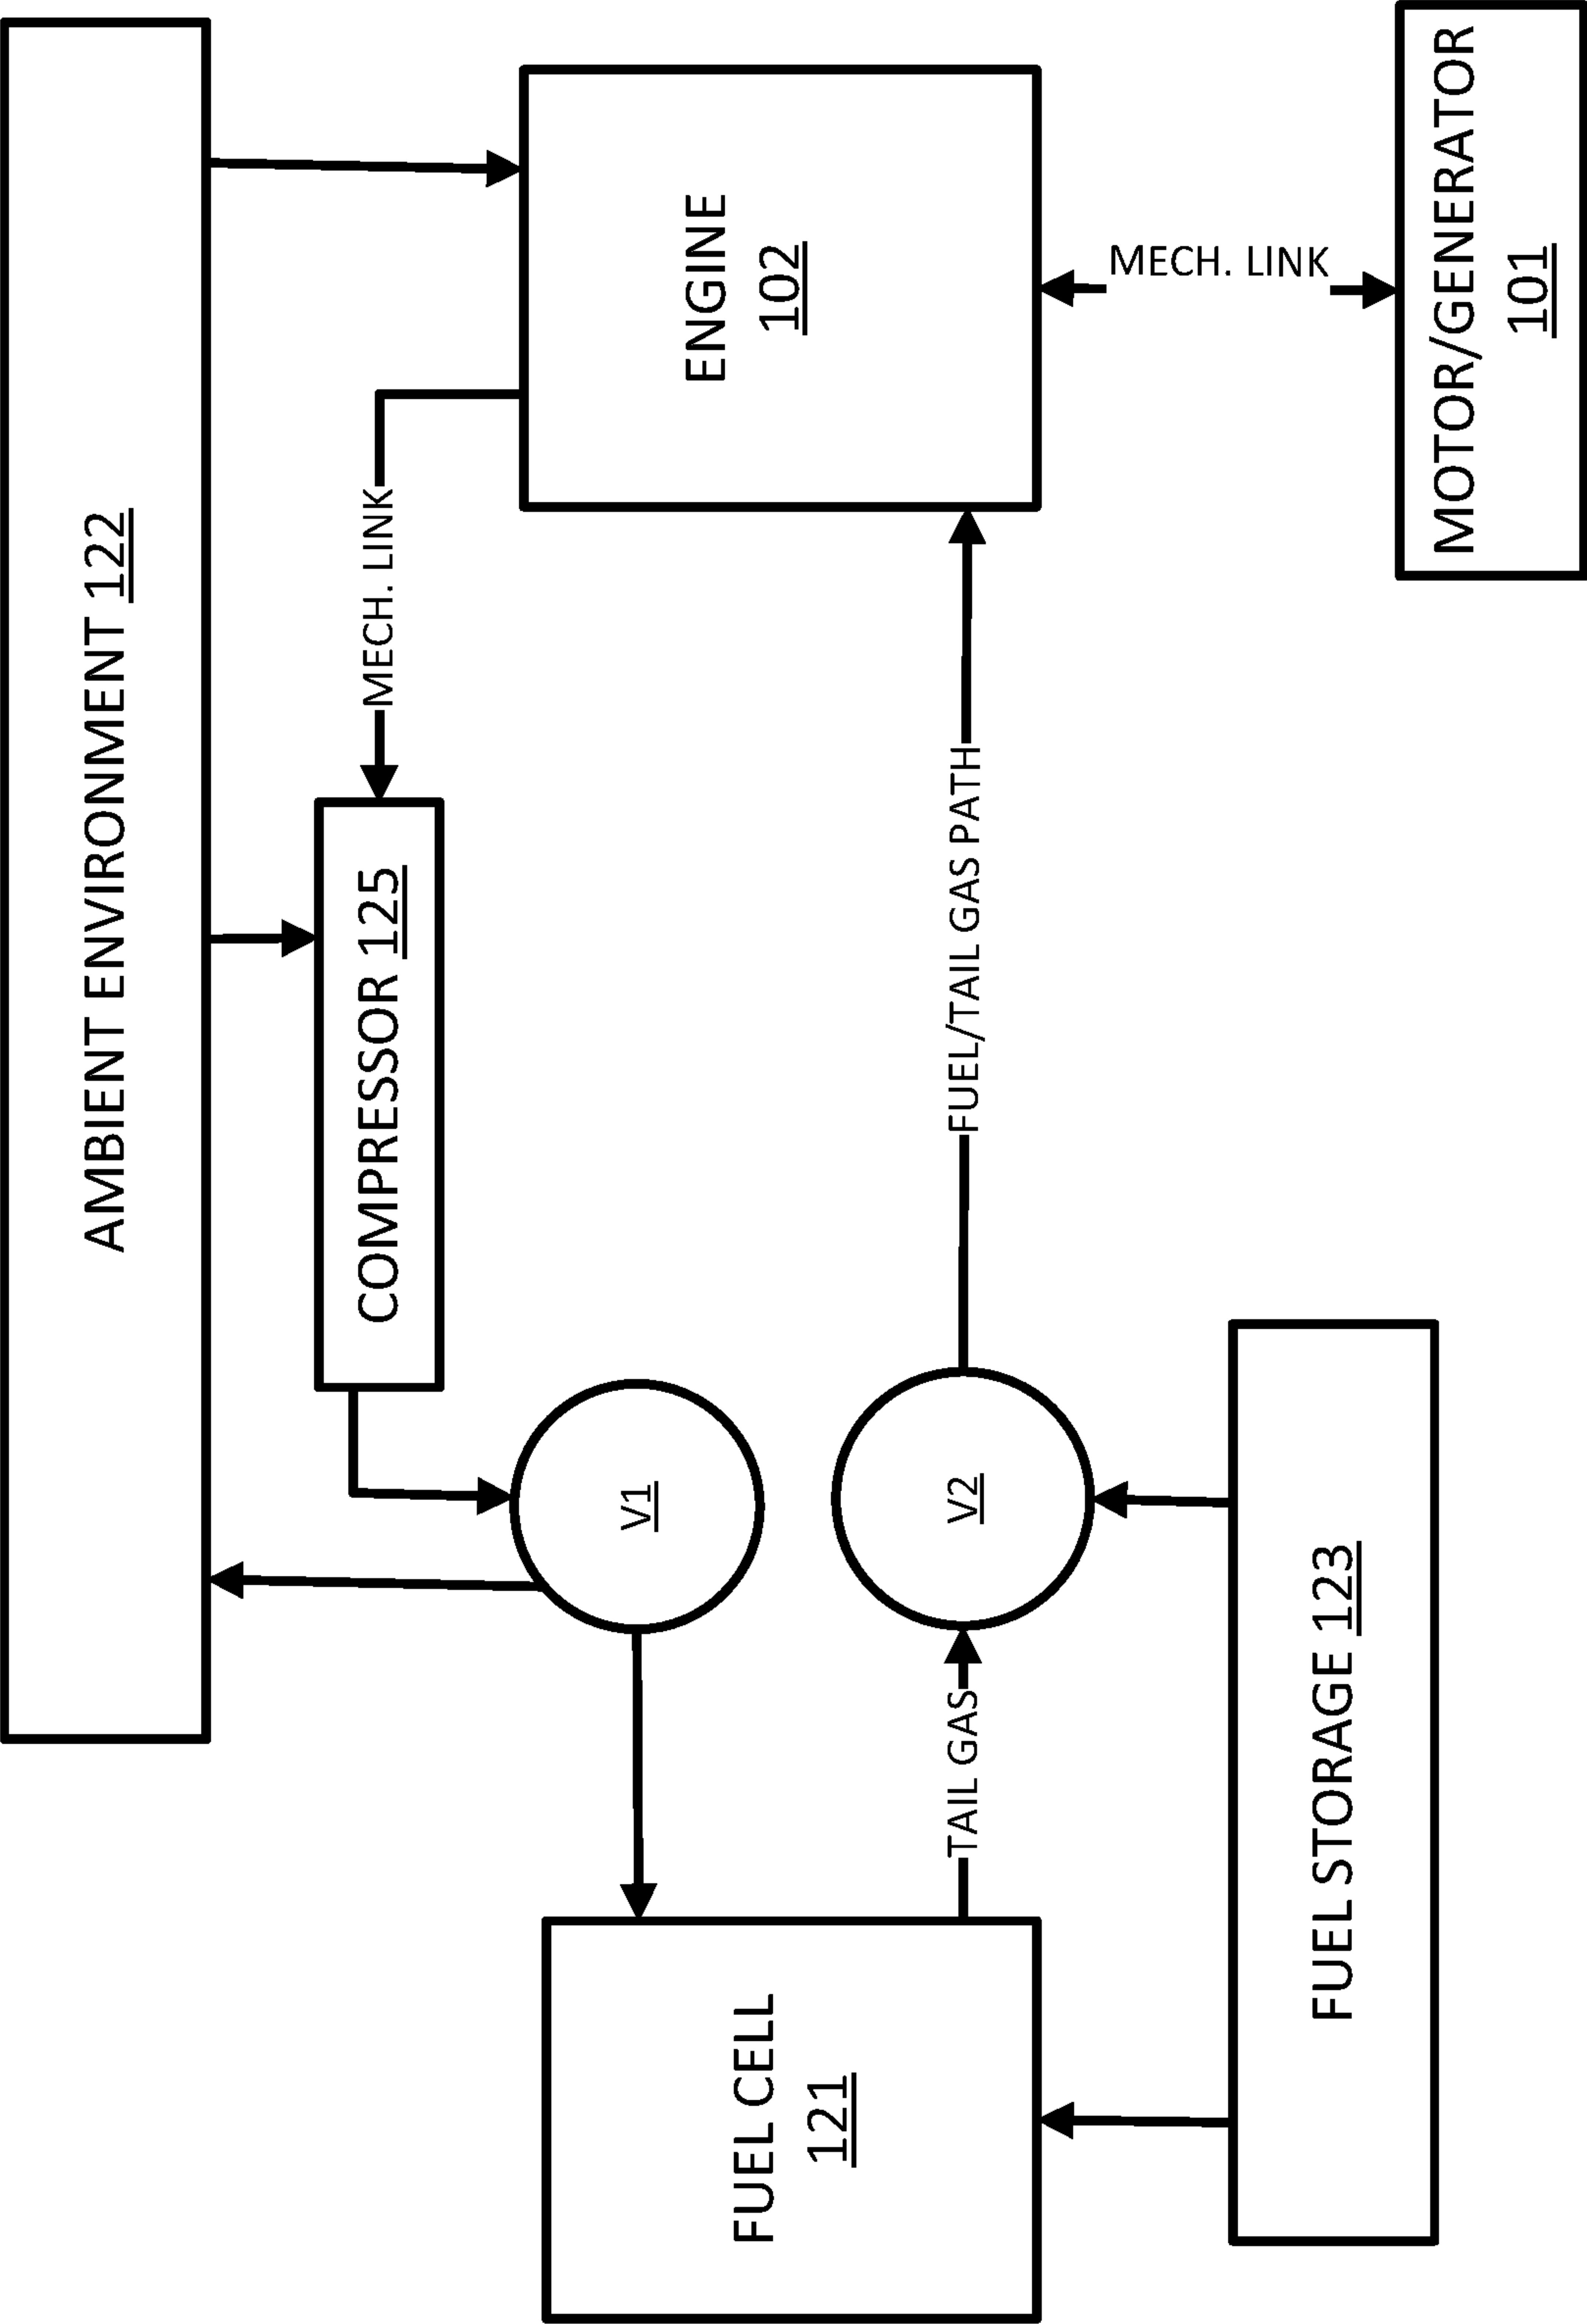 AMBIENT ENVIRONMENT 122
COMPRESSOR 125
MECH. LINK
ENGINE
102
V1
FUEL CELL
121
TAIL GAS
V2
FUEL/TAIL GAS PATH
MECH. LINK
FUEL STORAGE 123
MOTOR/GENERATOR
101